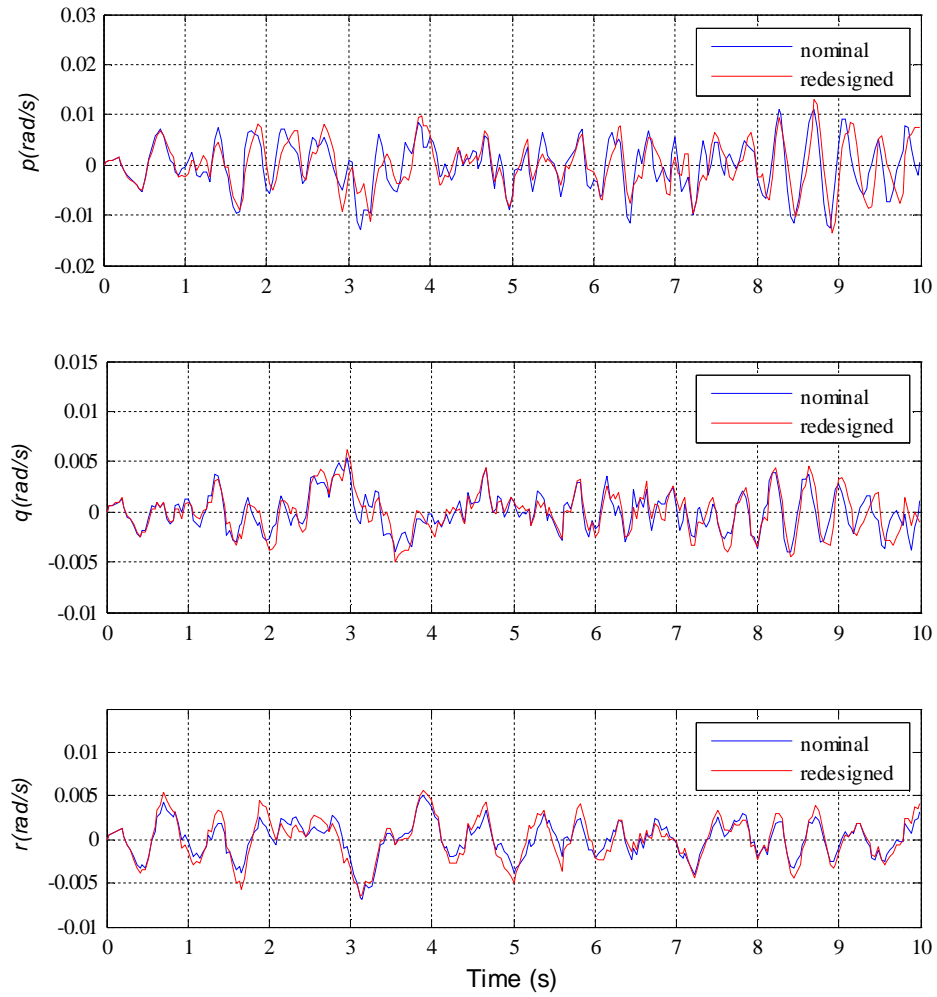 0.03
0.02
0.01
0
-0.01
-0.02
p(rad/s)
nominal
redesigned
0 1 2 3 4 5 6 7 8 9 10
0.015
0.01
0.005
0
-0.005
-0.01
q(rad/s)
nominal
redesigned
0 1 2 3 4 5 6 7 8 9 10
0.01
0.005
0
-0.005
-0.01
r(rad/s)
nominal
redesigned
0 1 2 3 4 5 6 7 8 9 10
Time (s)